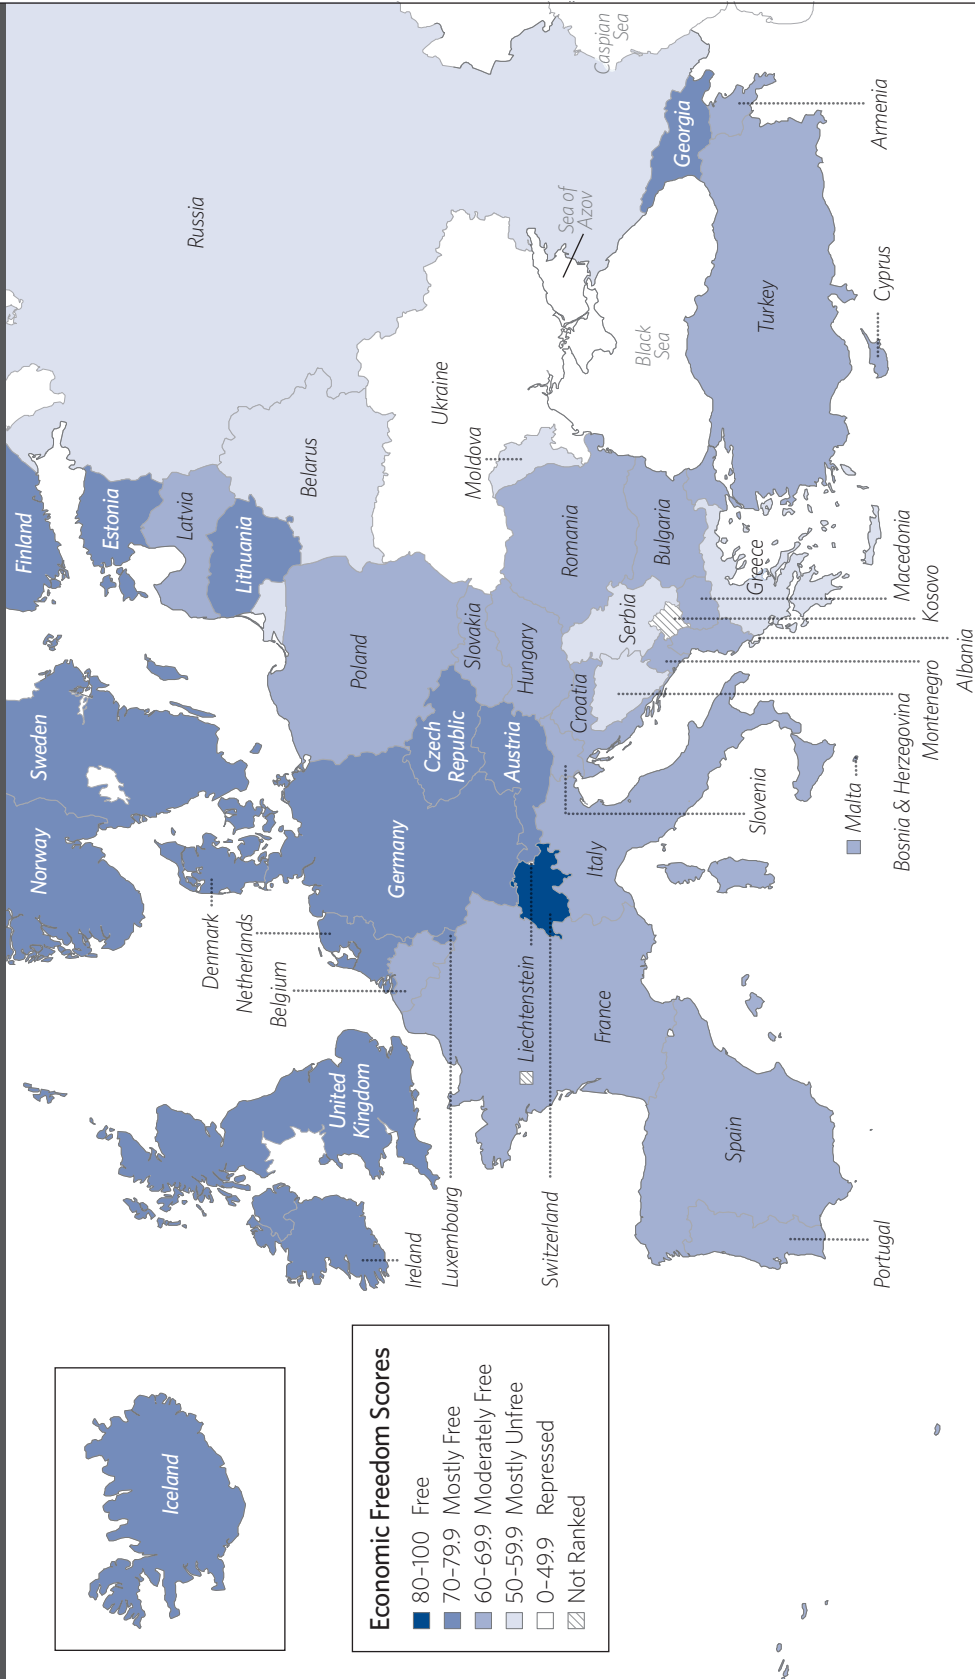 Iceland
Economic Freedom Scores
80–100 Free
70–79.9 Mostly Free
60–69.9 Moderately Free
50–59.9 Mostly Unfree
0–49.9 Repressed
Not Ranked
Norway
Sweden
Finland
Russia
Estonia
Latvia
Lithuania
Belarus
Denmark
Netherlands
Belgium
Ireland
United
Kingdom
Luxembourg
Switzerland
Liechtenstein
Germany
Poland
Czech
Republic
Slovakia
Austria
Hungary
Ukraine
Moldova
Romania
Bulgaria
Serbia
Croatia
France
Italy
Spain
Portugal
Slovenia
Malta
Bosnia & Herzegovina
Montenegro
Albania
Kosovo
Macedonia
Greece
Turkey
Cyprus
Armenia
Georgia
Black
Sea
Sea of
Azov
Caspian
Sea